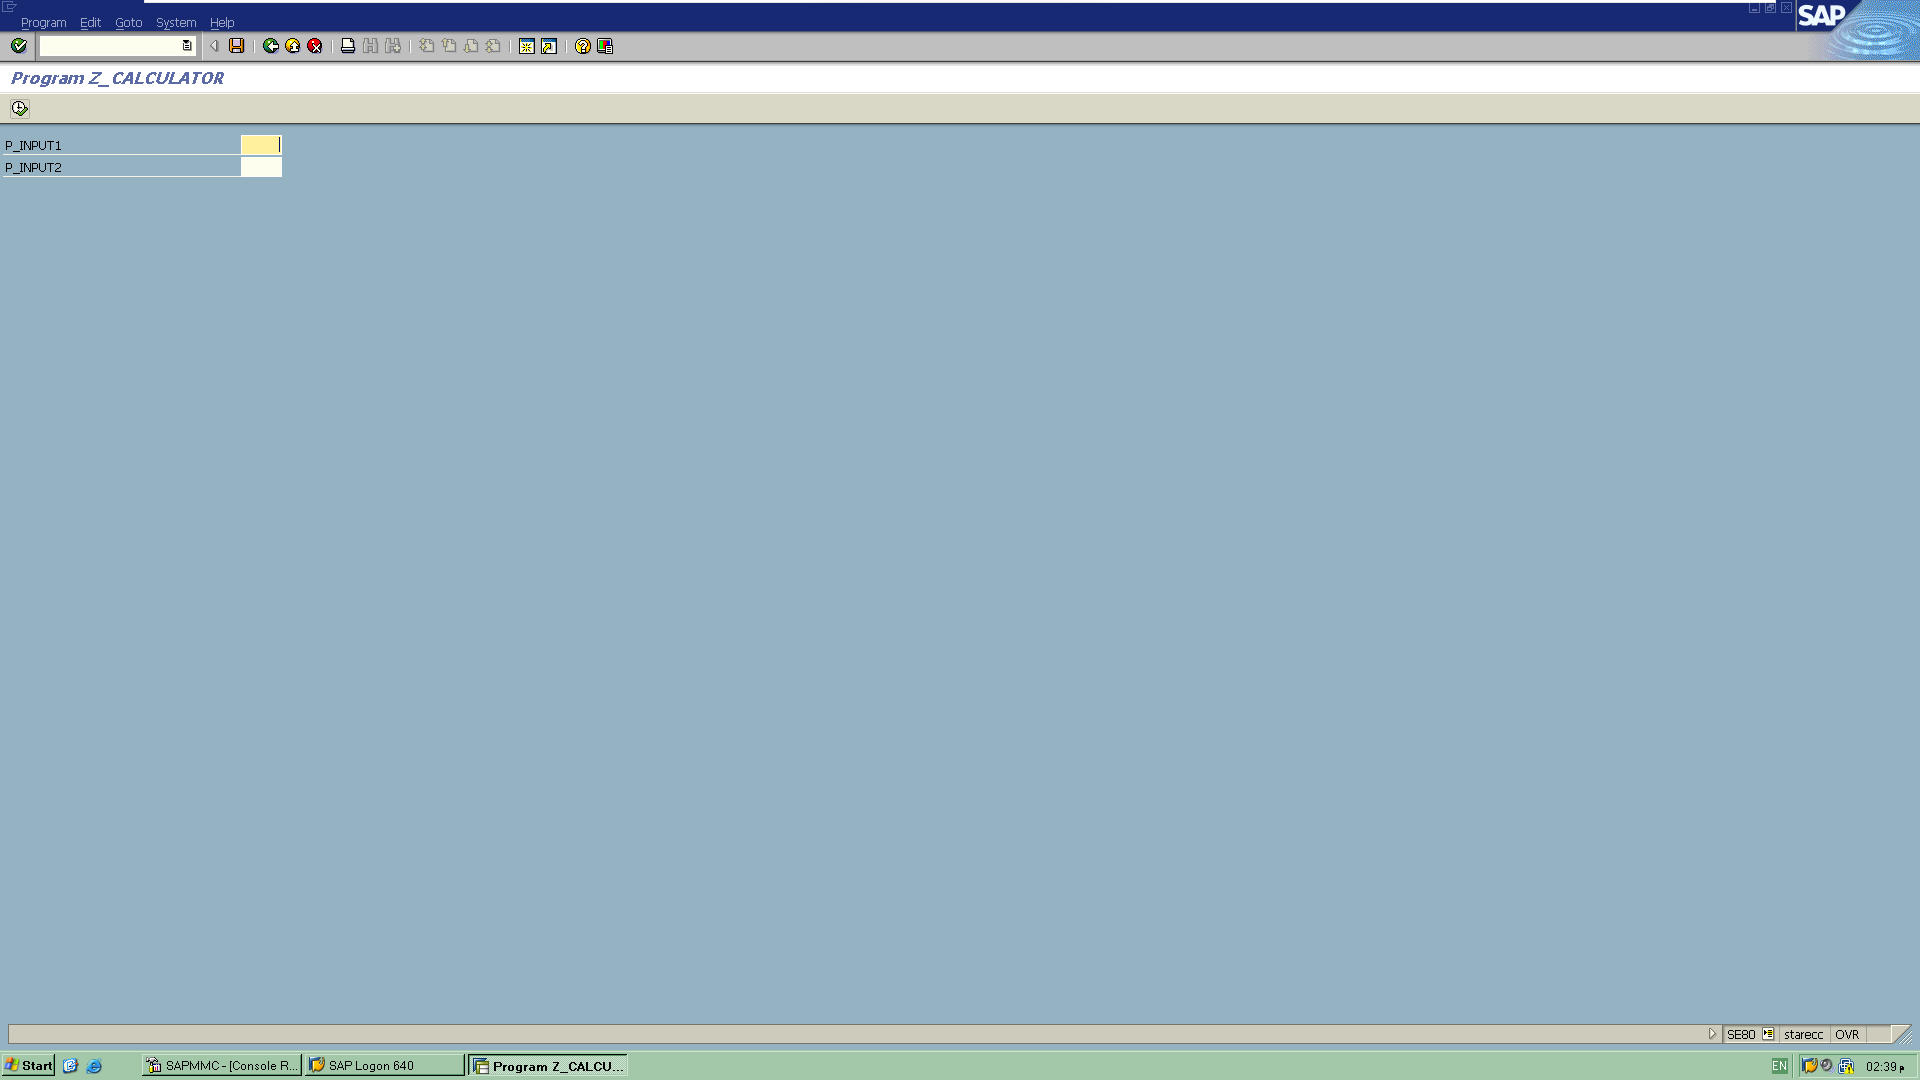 Program Edit Goto System Help
SAP
Program Z_CALCULATOR
P_INPUT1
P_INPUT2
SE80 starecc OVR
Start SAPMMC - [Console R... SAP Logon 640 Program Z_CALCU... EN 02:39 م